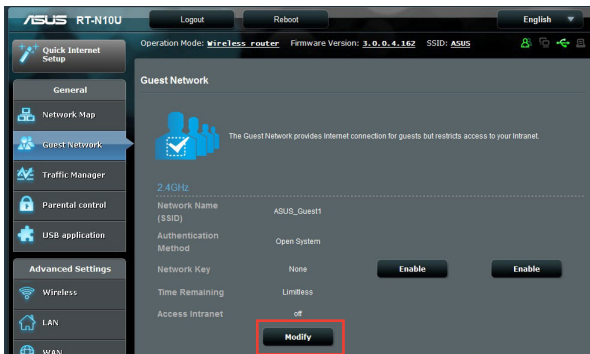 ASUS RT-N10U Logout Reboot English
Quick Internet Setup
Operation Mode: Wireless router Firmware Version: 3.0.0.4.162 SSID: ASUS
General
Network Map
Guest Network
Traffic Manager
Parental control
USB application
Advanced Settings
Wireless
LAN
WAN
Guest Network
The Guest Network provides Internet connection for guests but restricts access to your Intranet.
2.4GHz
Network Name (SSID) ASUS_Guest1
Authentication Method Open System
Network Key None Enable Enable
Time Remaining Limitless
Access Intranet off
Modify